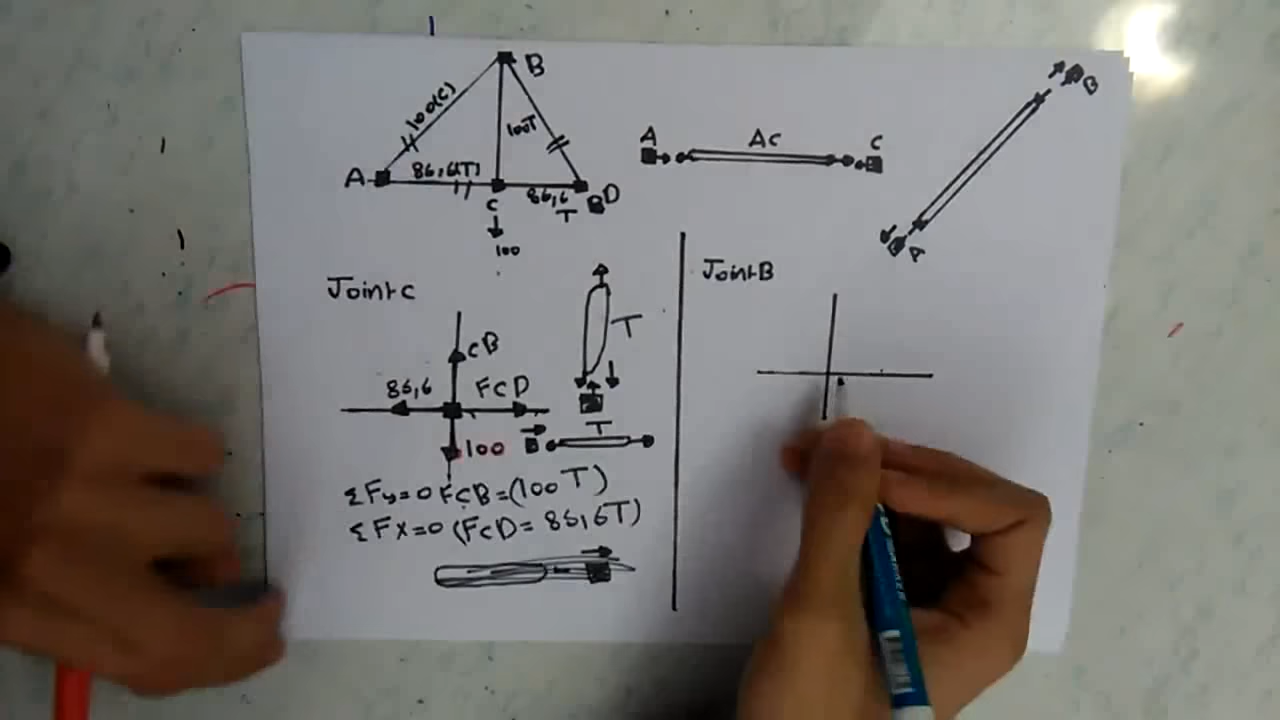 B
100(C)
100T
A
86,6(T)
C
86,6
T
D
100
A
AC
C
B
A
Joint C
CB
86,6
FCD
100
T
T
ΣFy=0 FCB=(100T)
ΣFX=0 (FCD=86,6T)
Joint B